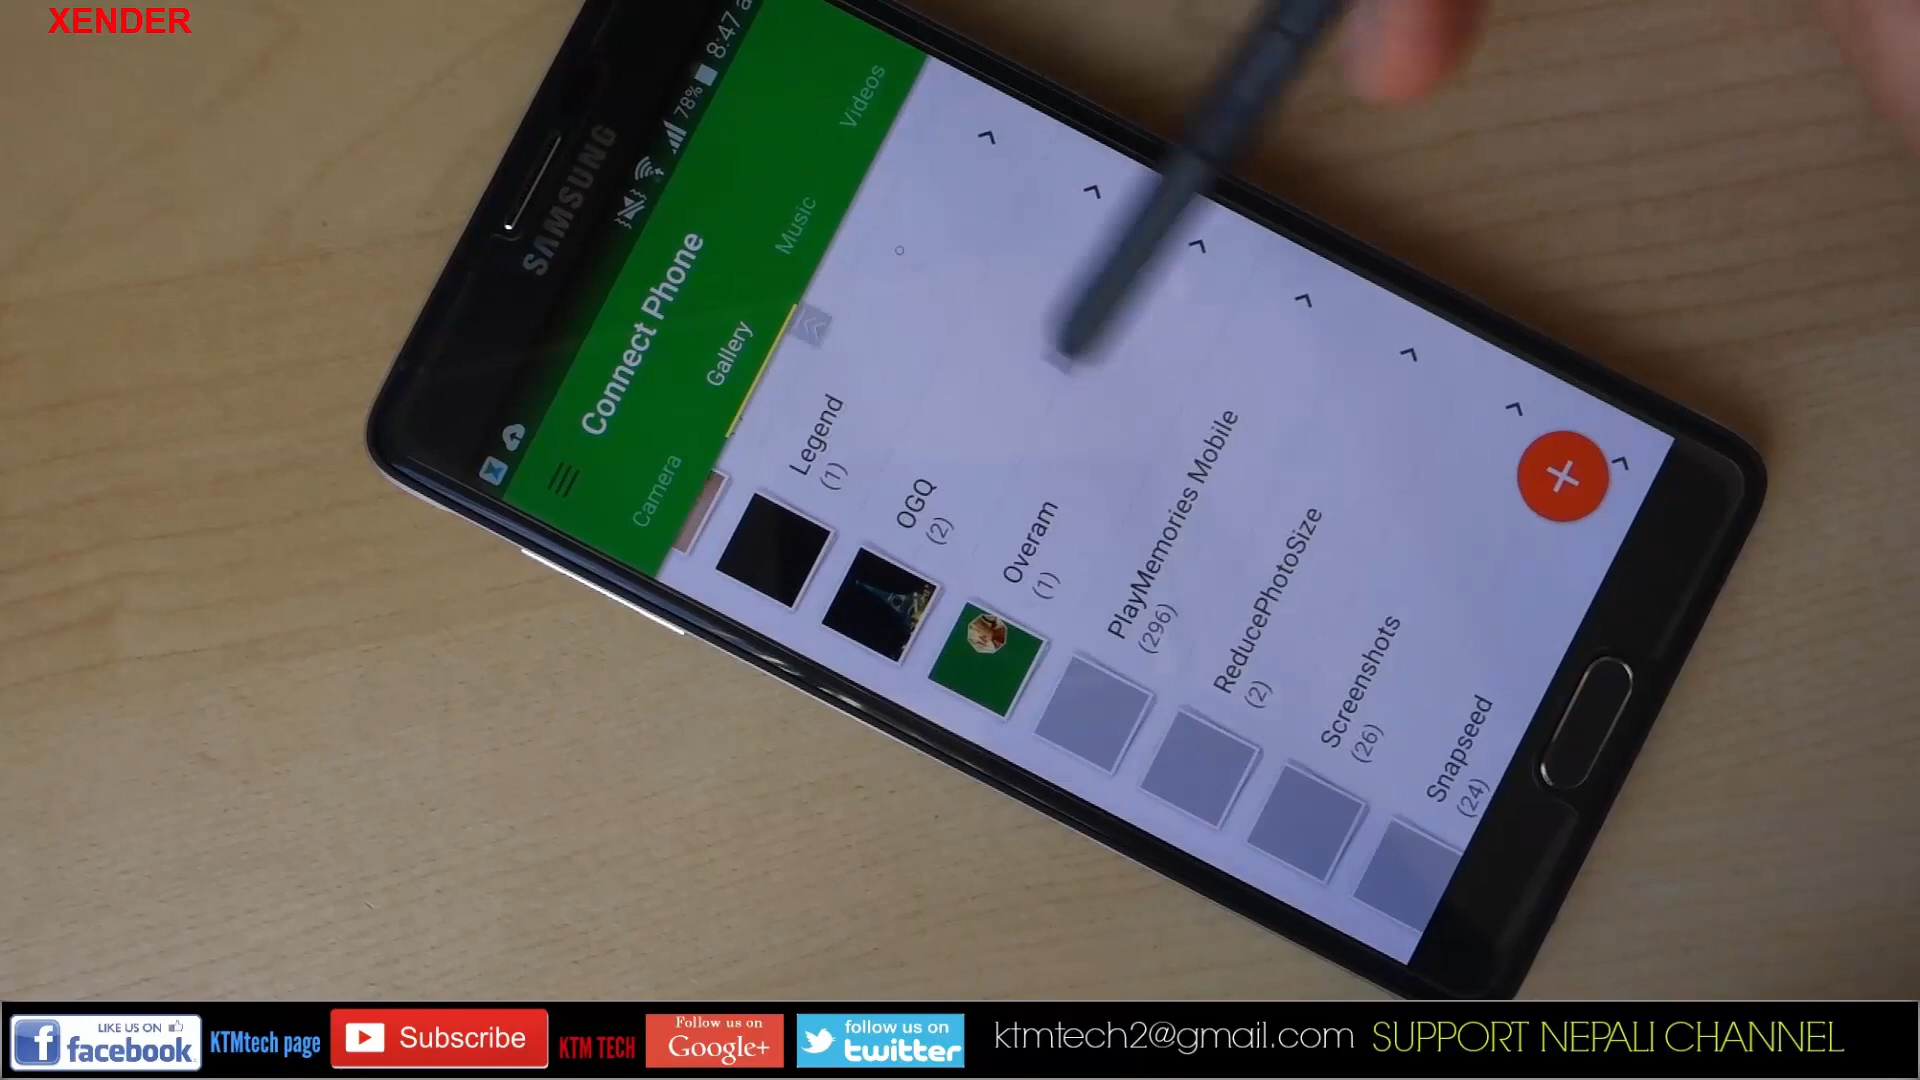 XENDER
SAMSUNG
78% 8:47 a
Connect Phone
Camera
Gallery
Music
Videos
Legend
(1)
OGQ
(2)
Overam
(1)
PlayMemories Mobile
(296)
ReducePhotoSize
(2)
Screenshots
(26)
Snapseed
(24)
LIKE US ON
facebook
KTMtech page
Subscribe
KTM TECH
Follow us on
Google+
follow us on
twitter
ktmtech2@gmail.com
SUPPORT NEPALI CHANNEL